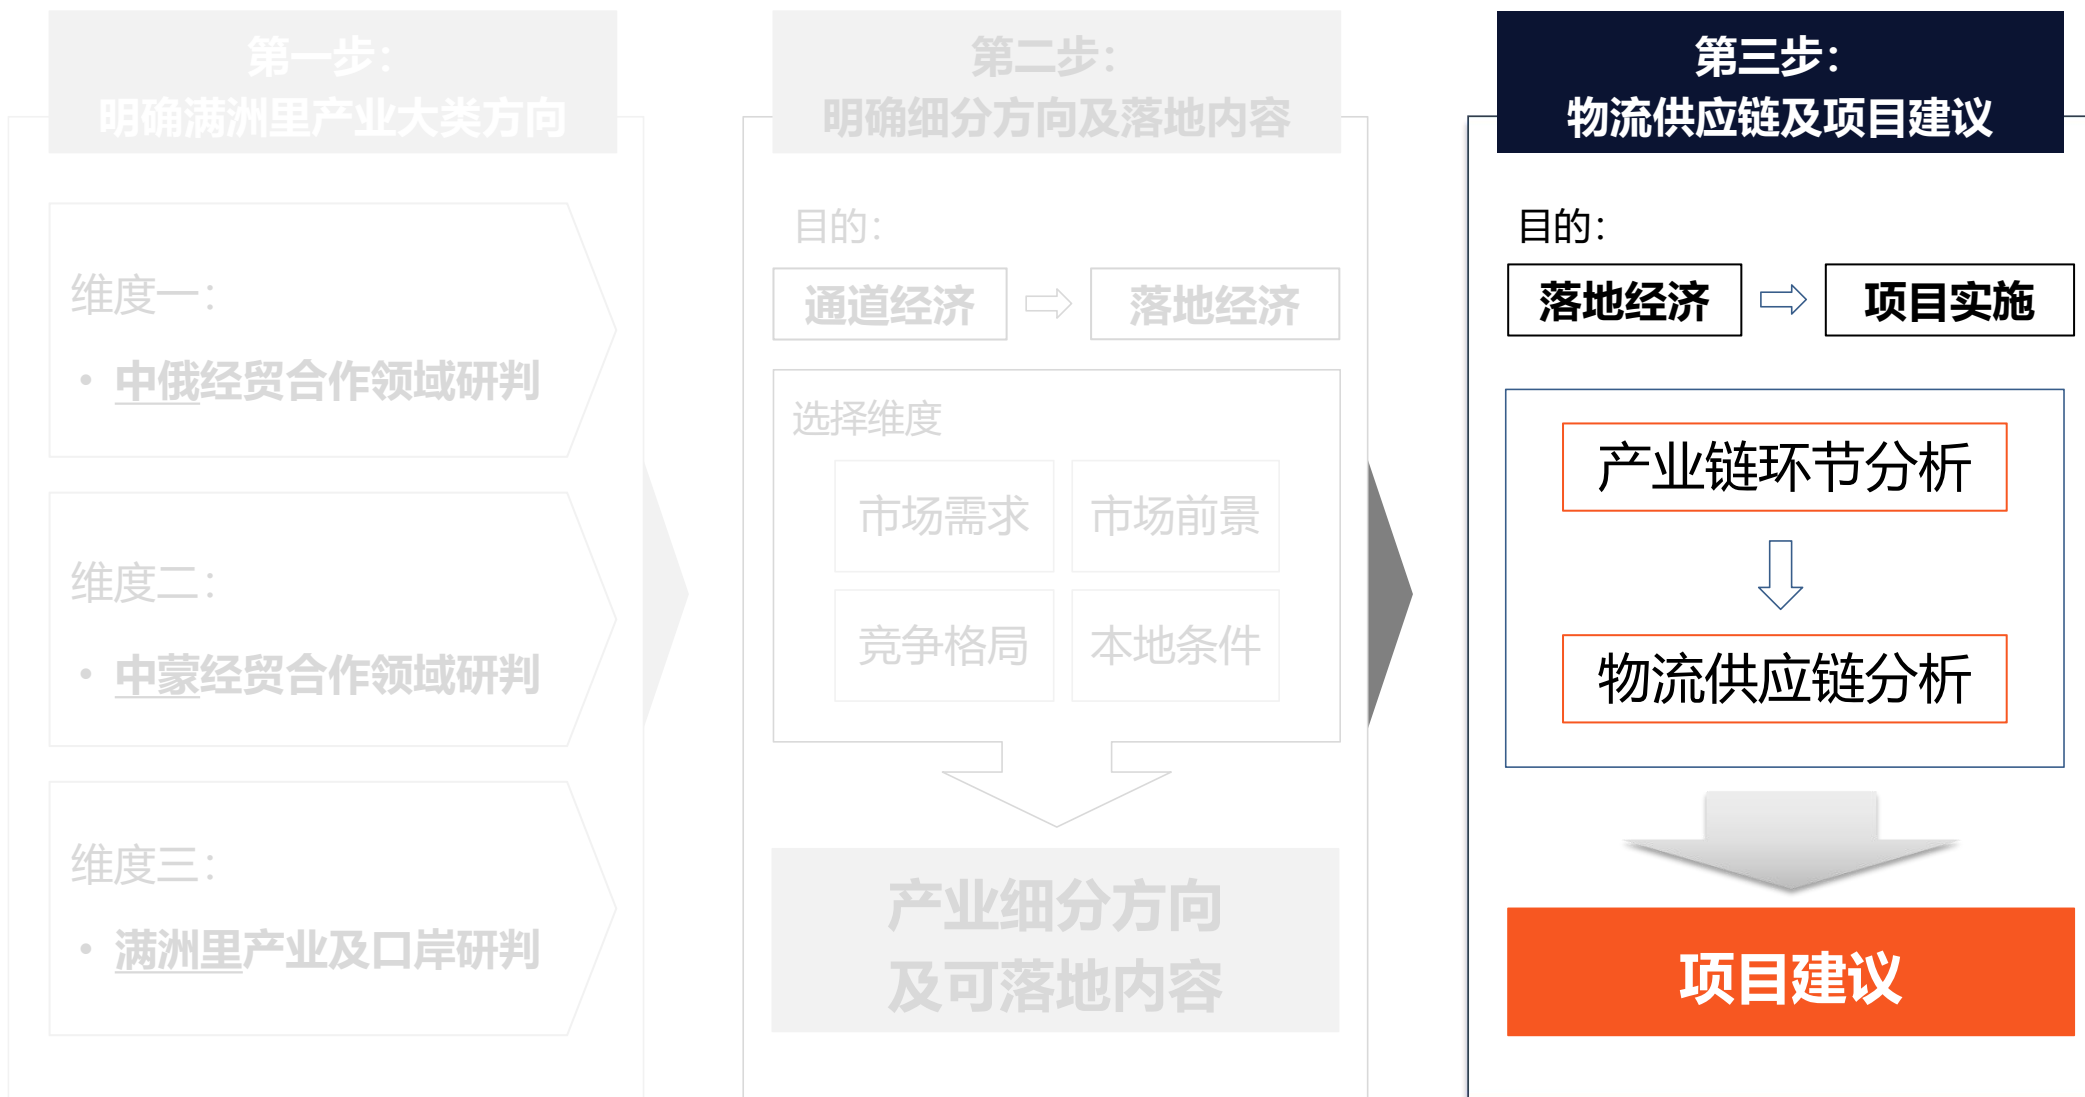 第一步：
明确满洲里产业大类方向
维度一：
• 中俄经贸合作领域研判
维度二：
• 中蒙经贸合作领域研判
维度三：
• 满洲里产业及口岸研判
第二步：
明确细分方向及落地内容
目的：
通道经济
落地经济
选择维度
市场需求
市场前景
竞争格局
本地条件
产业细分方向
及可落地内容
第三步：
物流供应链及项目建议
目的：
落地经济
项目实施
产业链环节分析
物流供应链分析
项目建议